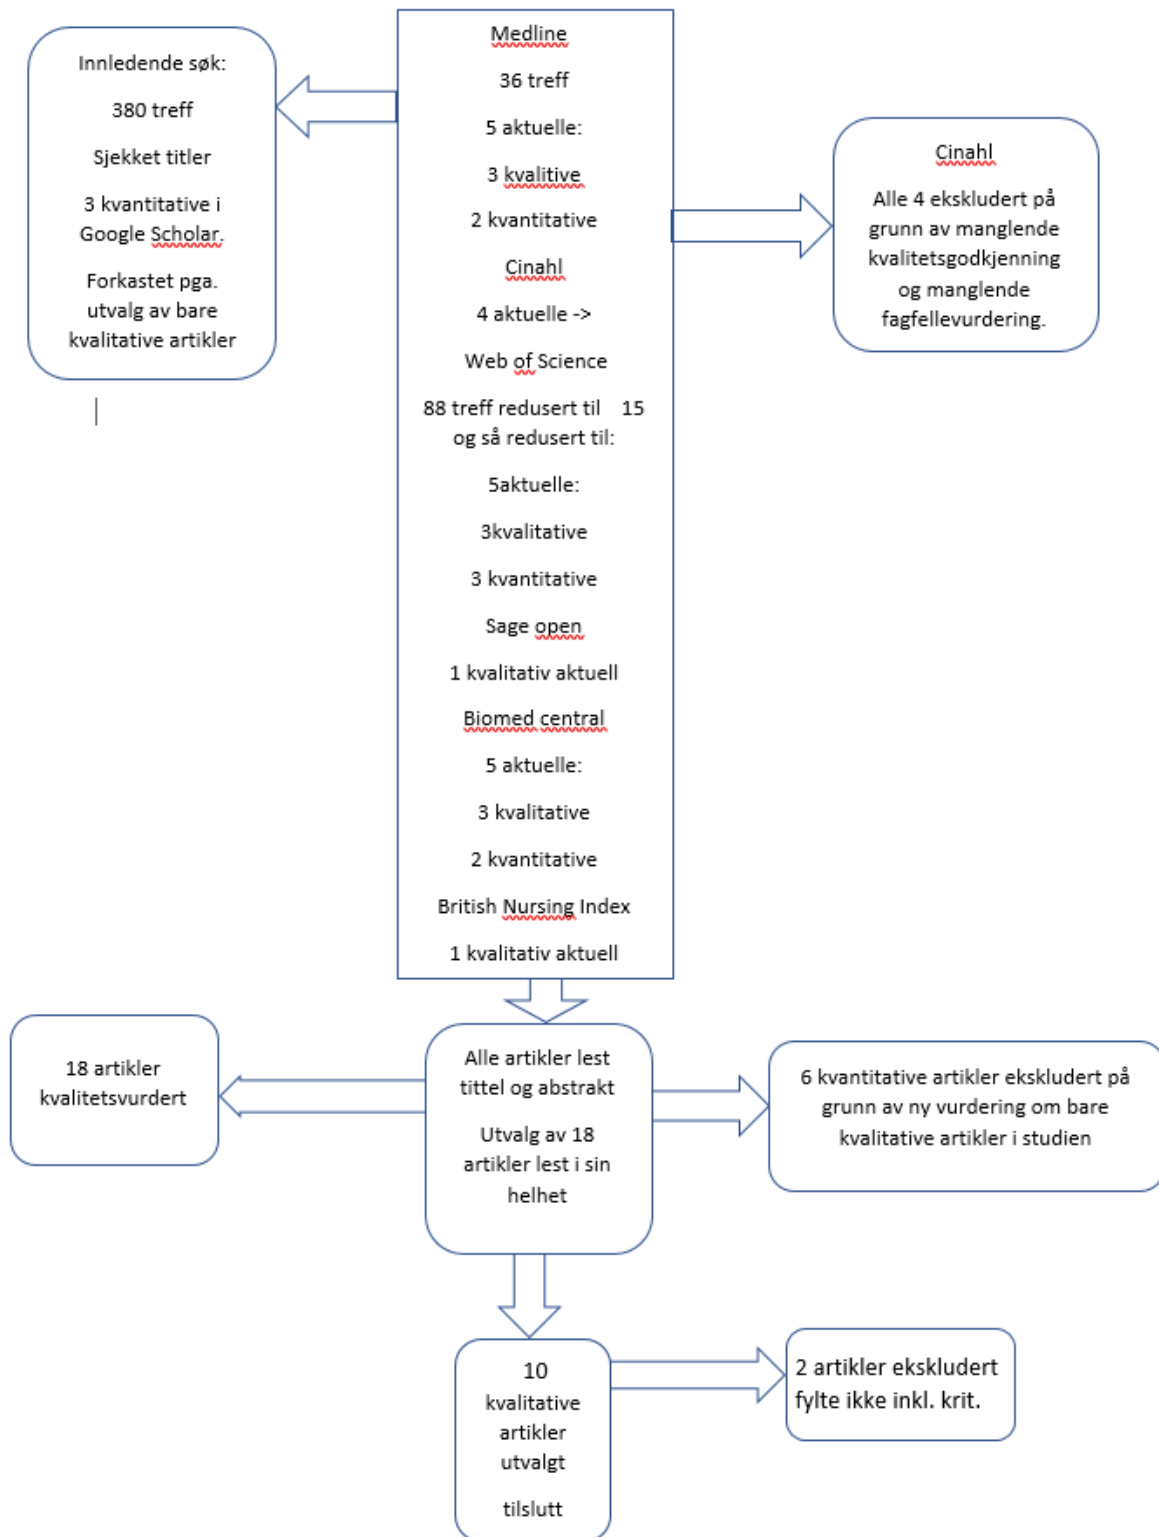 Innledende søk:
380 treff
Sjekket titler
3 kvantitative i
Google Scholar.
Forkastet pga.
utvalg av bare
kvalitative artikler
Medline
36 treff
5 aktuelle:
3 kvalitive
2 kvantitative
Cinahl
4 aktuelle ->
Web of Science
88 treff redusert til 15
og så redusert til:
5aktuelle:
3kvalitative
3 kvantitative
Sage open
1 kvalitativ aktuell
Biomed central
5 aktuelle:
3 kvalitative
2 kvantitative
British Nursing Index
1 kvalitativ aktuell
Cinahl
Alle 4 ekskludert på
grunn av manglende
kvalitetsgodkjenning
og manglende
fagfellevurdering.
18 artikler
kvalitetsvurdert
Alle artikler lest
tittel og abstrakt
Utvalg av 18
artikler lest i sin
helhet
6 kvantitative artikler ekskludert på
grunn av ny vurdering om bare
kvalitative artikler i studien
10
kvalitative
artikler
utvalgt
tilslutt
2 artikler ekskludert
fylte ikke inkl. krit.